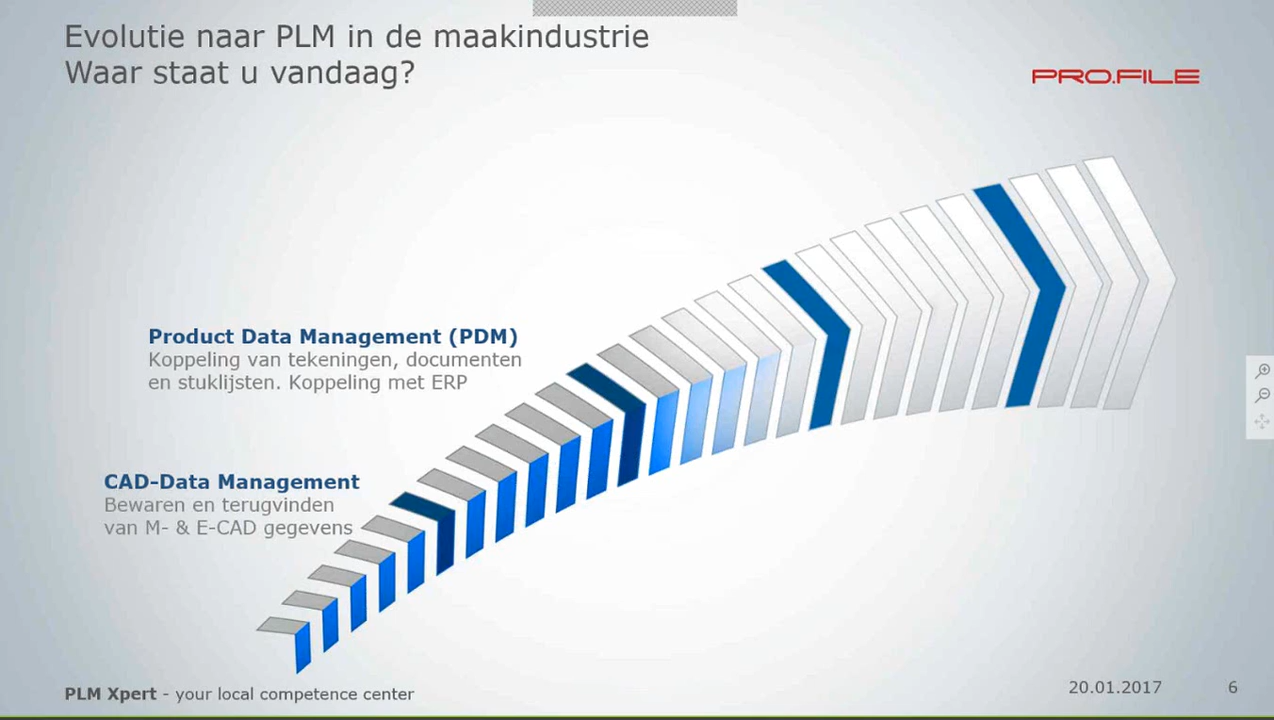 Evolutie naar PLM in de maakindustrie
Waar staat u vandaag?
PRO.FILE
Product Data Management (PDM)
Koppeling van tekeningen, documenten
en stuklijsten. Koppeling met ERP
CAD-Data Management
Bewaren en terugvinden
van M- & E-CAD gegevens
PLM Xpert - your local competence center
20.01.2017
6